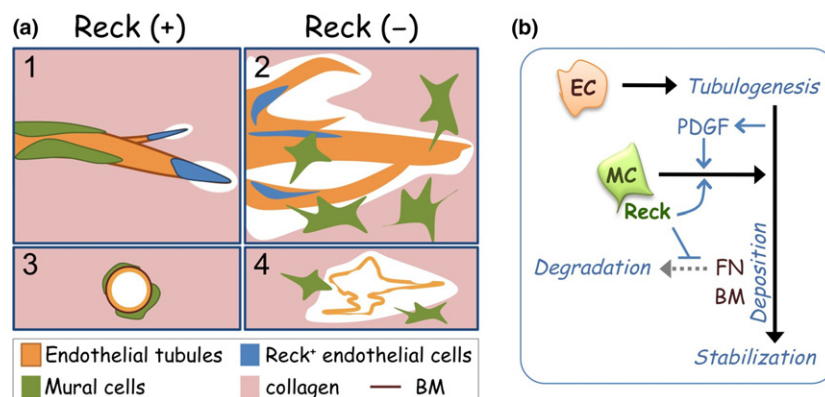 (a) Reck (+) Reck (−)
1 2
3 4
Endothelial tubules Reck⁺ endothelial cells
Mural cells collagen BM
(b)
EC Tubulogenesis
PDGF
MC
Reck
Deposition
Degradation FN
BM
Stabilization